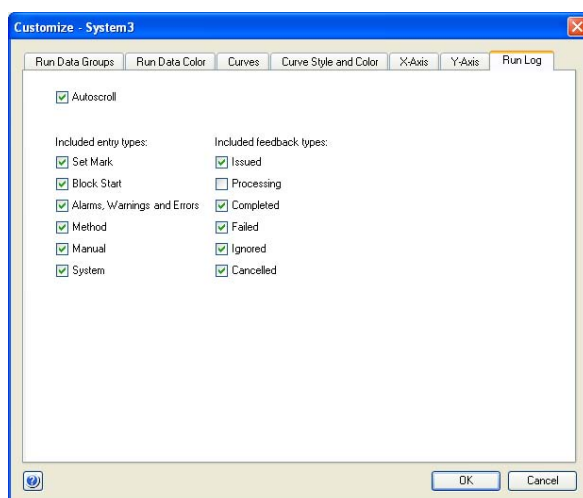 Customize - System3
Run Data Groups Run Data Color Curves Curve Style and Color X-Axis Y-Axis Run Log
Autoscroll
Included entry types: Included feedback types:
Set Mark Issued
Block Start Processing
Alarms, Warnings and Errors Completed
Method Failed
Manual Ignored
System Cancelled
OK Cancel